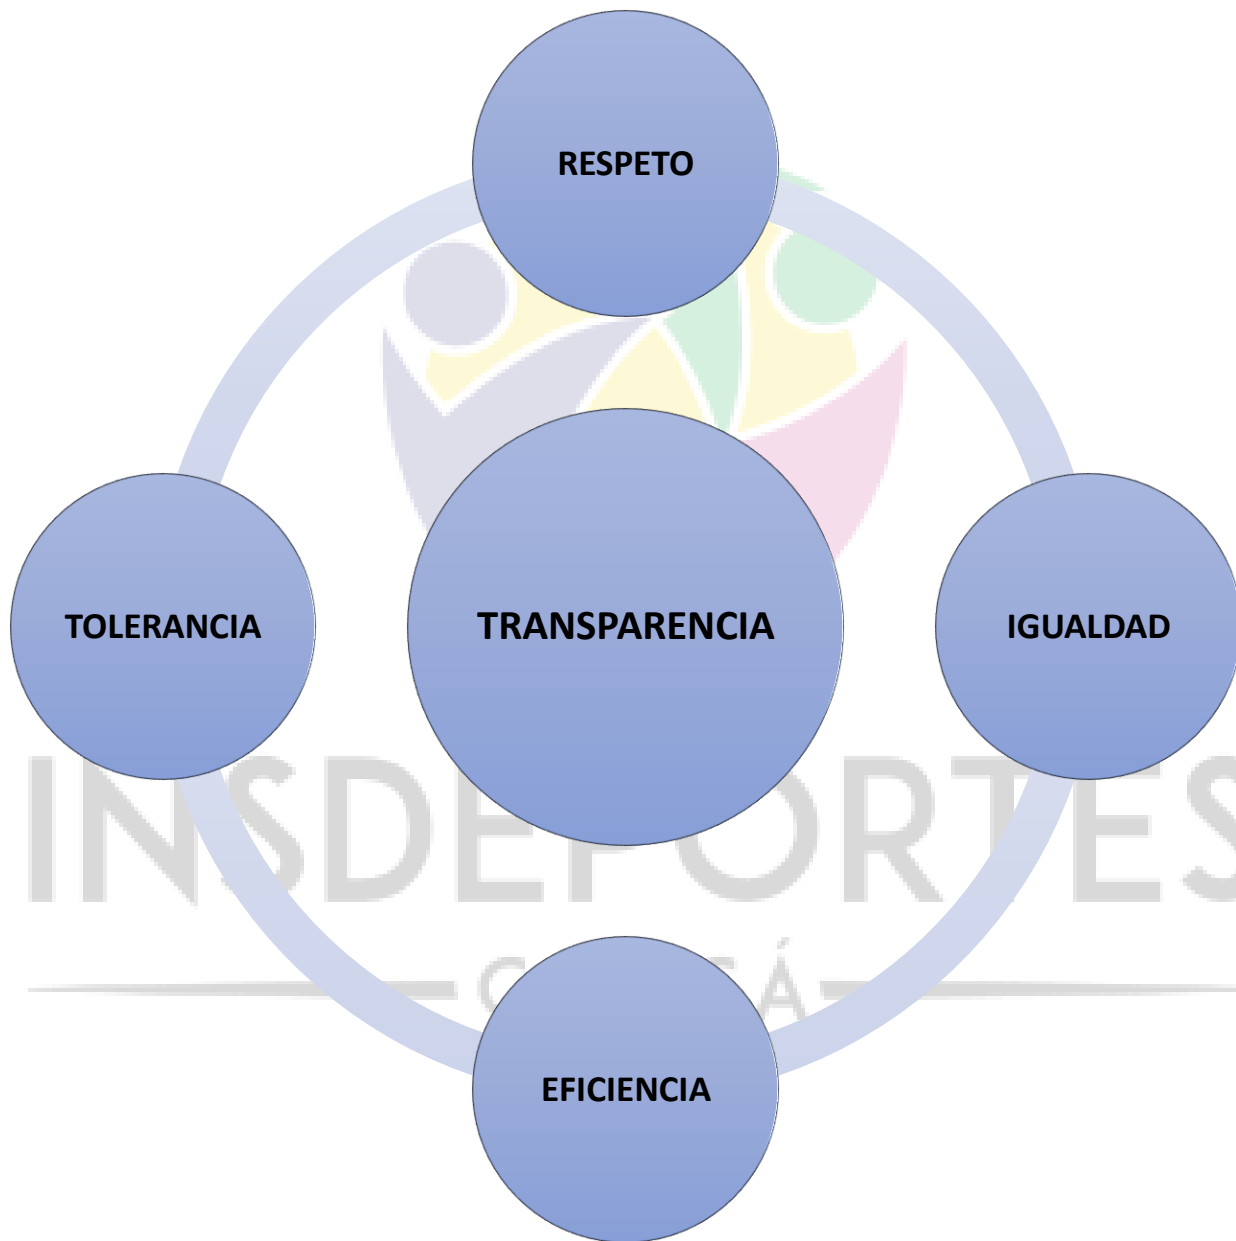 RESPETO
TOLERANCIA
TRANSPARENCIA
IGUALDAD
INSDEPORTES
EFICIENCIA